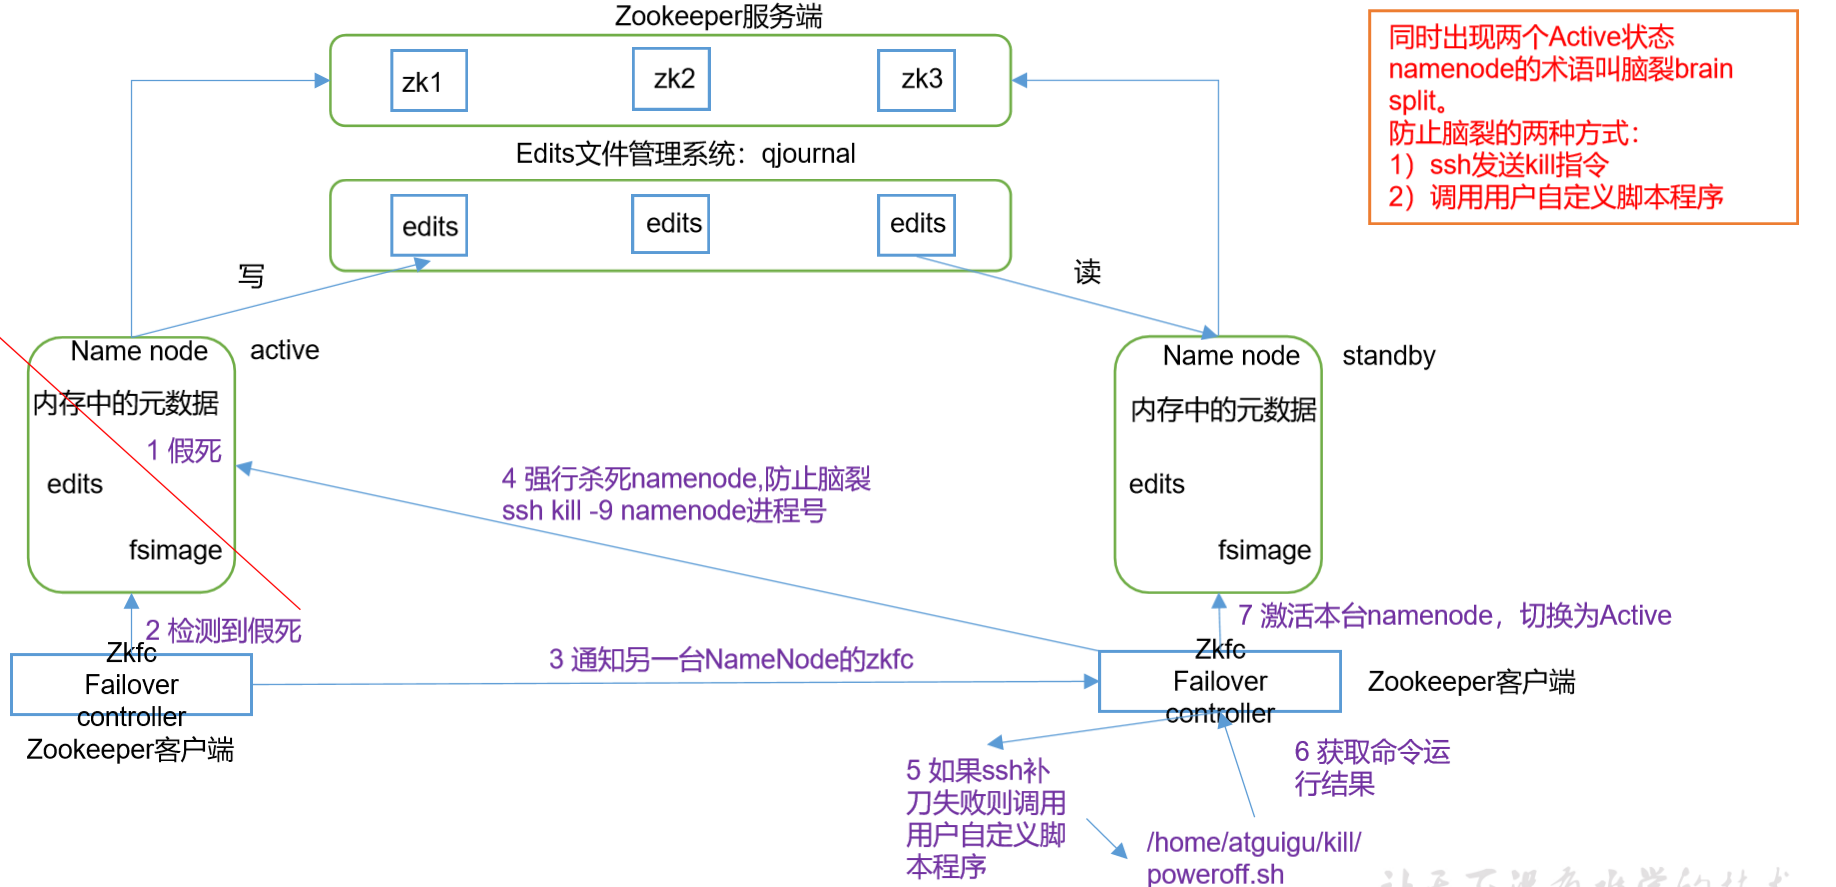 Zookeeper服务端
zk1
zk2
zk3
同时出现两个Active状态
namenode的术语叫脑裂brain
split。
防止脑裂的两种方式：
1）ssh发送kill指令
2）调用用户自定义脚本程序
Edits文件管理系统：qjournal
edits
edits
edits
写
读
Name node
active
内存中的元数据
1 假死
edits
fsimage
Name node
standby
内存中的元数据
edits
fsimage
4 强行杀死namenode,防止脑裂
ssh kill -9 namenode进程号
2 检测到假死
Zkfc
Failover
controller
Zookeeper客户端
3 通知另一台NameNode的zkfc
7 激活本台namenode，切换为Active
Zkfc
Failover
controller
Zookeeper客户端
5 如果ssh补
刀失败则调用
用户自定义脚
本程序
6 获取命令运
行结果
/home/atguigu/kill/
poweroff.sh